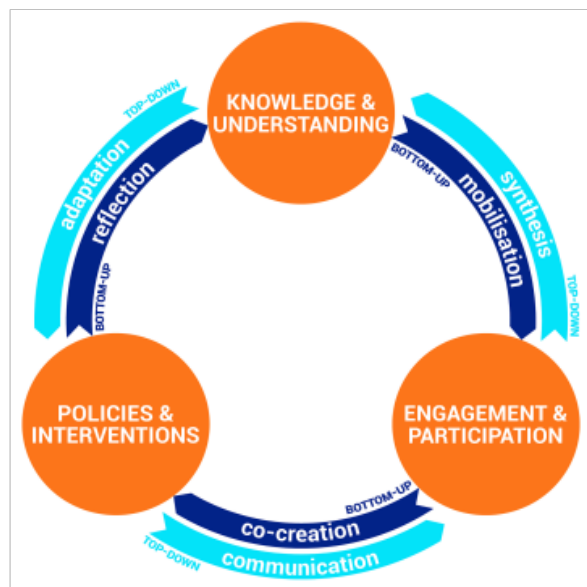 TOP-DOWN
KNOWLEDGE &
UNDERSTANDING
adaptation
reflection
BOTTOM-UP
mobilisation
synthesis
BOTTOM-UP
TOP-DOWN
POLICIES &
INTERVENTIONS
ENGAGEMENT &
PARTICIPATION
BOTTOM-UP
co-creation
TOP-DOWN
communication